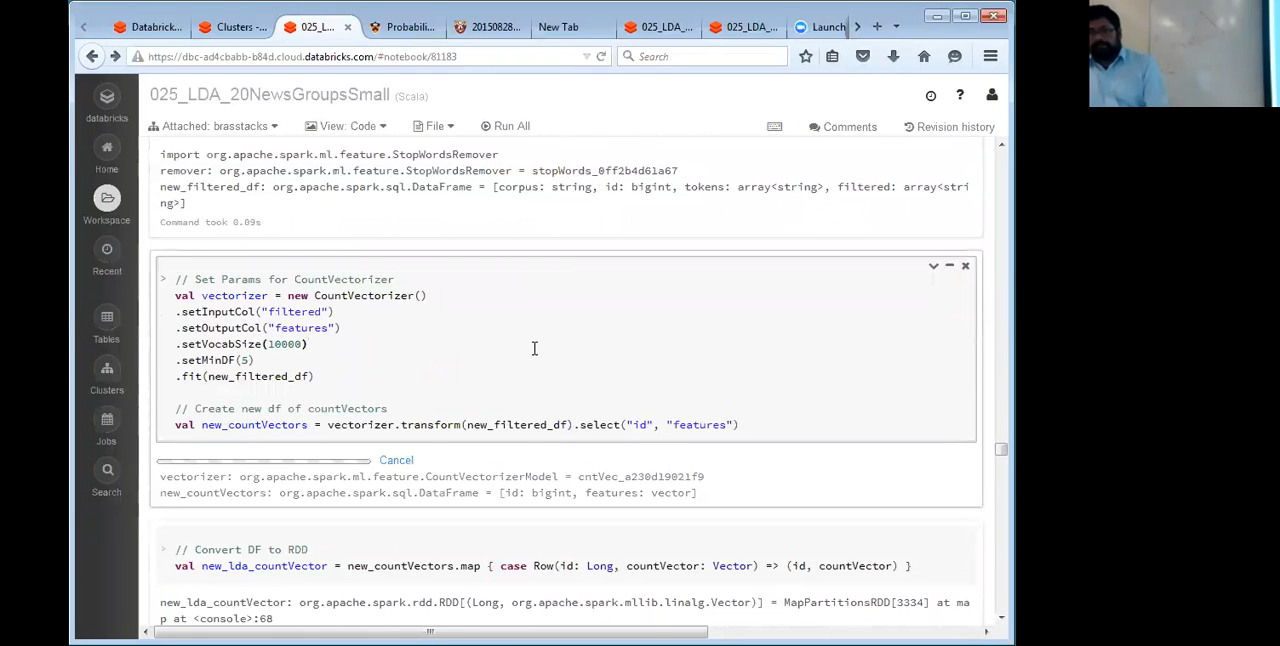 Databrick...
Clusters -...
025_L...
Probabili...
20150828...
New Tab
025_LDA_...
025_LDA_...
Launch
https://dbc-ad4cbabb-b84d.cloud.databricks.com/#notebook/81183
Search
databricks
Home
Workspace
Recent
Tables
Clusters
Jobs
Search
025_LDA_20NewsGroupsSmall (Scala)
Attached: brasstacks
View: Code
File
Run All
Comments
Revision history
import org.apache.spark.ml.feature.StopWordsRemover
remover: org.apache.spark.ml.feature.StopWordsRemover = stopWords_0ff2b4d61a67
new_filtered_df: org.apache.spark.sql.DataFrame = [corpus: string, id: bigint, tokens: array<string>, filtered: array<stri
ng>]
Command took 0.09s
> // Set Params for CountVectorizer
val vectorizer = new CountVectorizer()
.setInputCol("filtered")
.setOutputCol("features")
.setVocabSize(10000)
.setMinDF(5)
.fit(new_filtered_df)
// Create new df of countVectors
val new_countVectors = vectorizer.transform(new_filtered_df).select("id", "features")
Cancel
vectorizer: org.apache.spark.ml.feature.CountVectorizerModel = cntVec_a230d19021f9
new_countVectors: org.apache.spark.sql.DataFrame = [id: bigint, features: vector]
> // Convert DF to RDD
val new_lda_countVector = new_countVectors.map { case Row(id: Long, countVector: Vector) => (id, countVector) }
new_lda_countVector: org.apache.spark.rdd.RDD[(Long, org.apache.spark.mllib.linalg.Vector)] = MapPartitionsRDD[3334] at ma
p at <console>:68